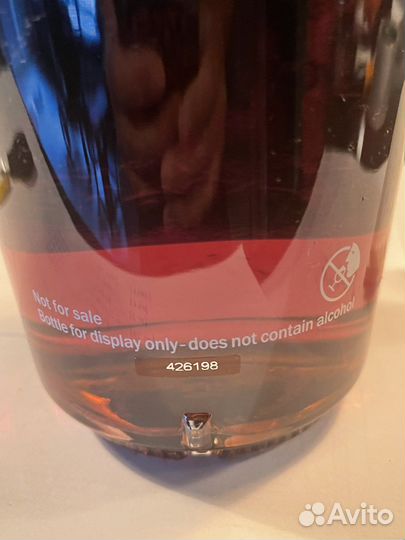 Not for sale
Bottle for display only - does not contain alcohol
426198
Avito